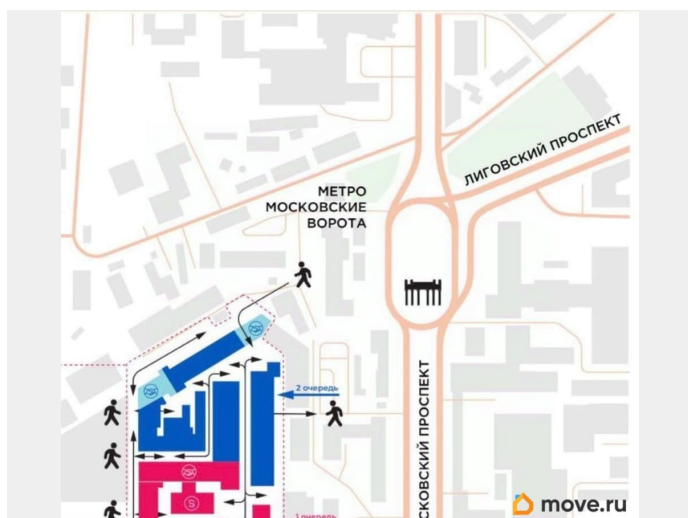 ЛИГОВСКИЙ ПРОСПЕКТ
МЕТРО
МОСКОВСКИЕ
ВОРОТА
2 очередь
СКОВСКИЙ ПРОСПЕКТ
S
1 очередь
move.ru